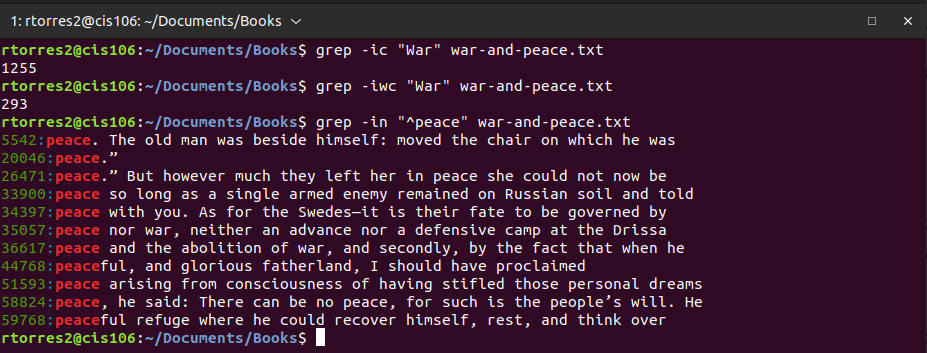 1: rtorres2@cis106: ~/Documents/Books
rtorres2@cis106:~/Documents/Books$ grep -ic "War" war-and-peace.txt
1255
rtorres2@cis106:~/Documents/Books$ grep -iwc "War" war-and-peace.txt
293
rtorres2@cis106:~/Documents/Books$ grep -in "^peace" war-and-peace.txt
5542:peace. The old man was beside himself: moved the chair on which he was
20046:peace.”
26471:peace.” But however much they left her in peace she could not now be
33900:peace so long as a single armed enemy remained on Russian soil and told
34397:peace with you. As for the Swedes—it is their fate to be governed by
35057:peace nor war, neither an advance nor a defensive camp at the Drissa
36617:peace and the abolition of war, and secondly, by the fact that when he
44768:peaceful, and glorious fatherland, I should have proclaimed
51593:peace arising from consciousness of having stifled those personal dreams
58824:peace, he said: There can be no peace, for such is the people’s will. He
59768:peaceful refuge where he could recover himself, rest, and think over
rtorres2@cis106:~/Documents/Books$